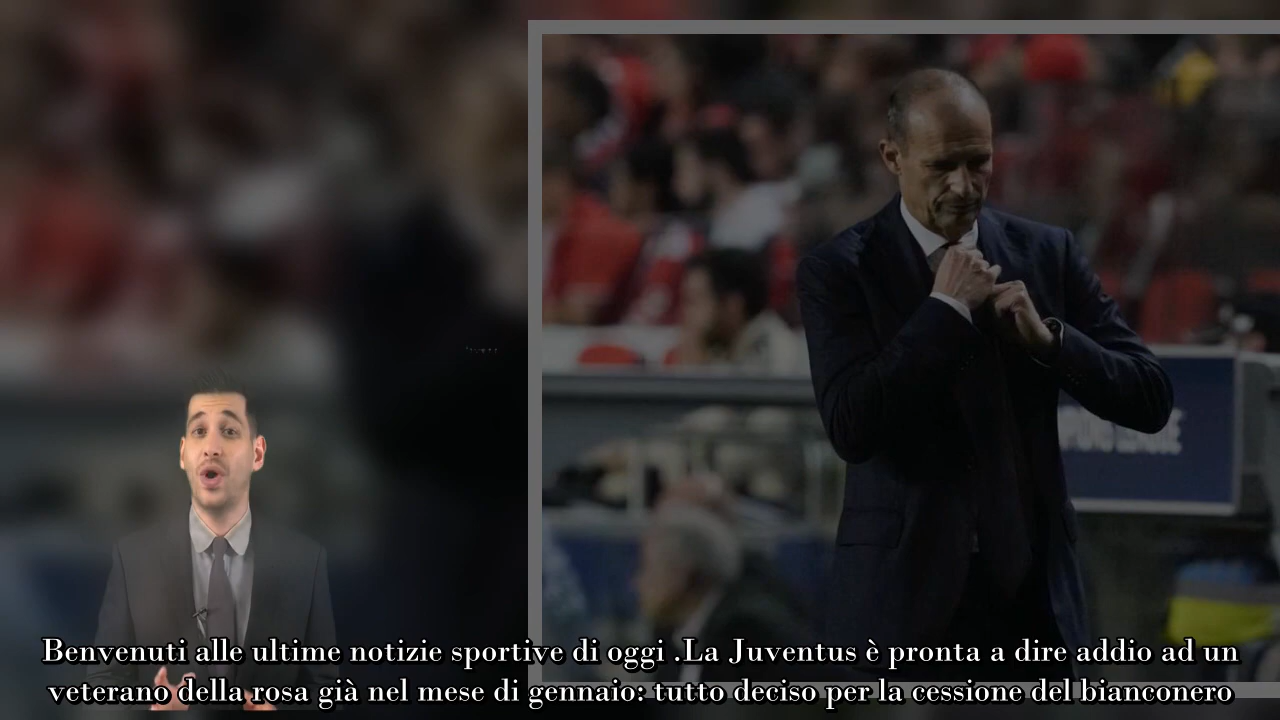 Benvenuti alle ultime notizie sportive di oggi .La Juventus è pronta a dire addio ad un
veterano della rosa già nel mese di gennaio: tutto deciso per la cessione del bianconero